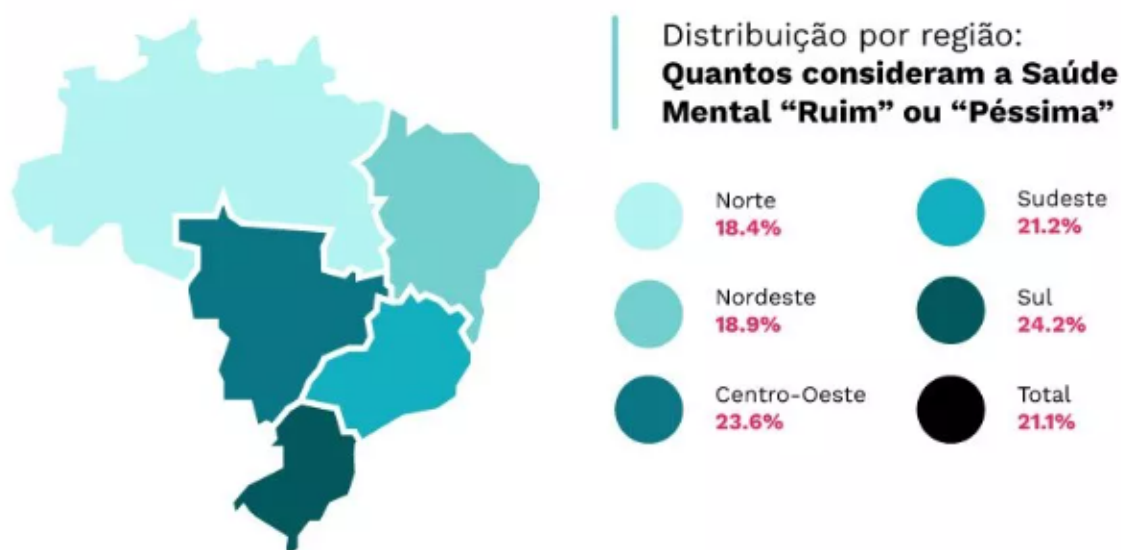 Distribuição por região:
Quantos consideram a Saúde
Mental “Ruim” ou “Péssima”
Norte
18.4%
Nordeste
18.9%
Centro-Oeste
23.6%
Sudeste
21.2%
Sul
24.2%
Total
21.1%